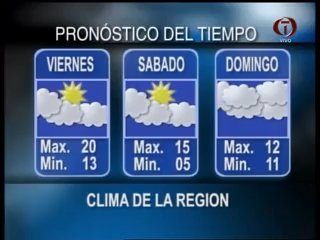 PRONÓSTICO DEL TIEMPO
VIVO
VIERNES
SABADO
DOMINGO
Max. 20
Min. 13
Max. 15
Min. 05
Max. 12
Min. 11
CLIMA DE LA REGION